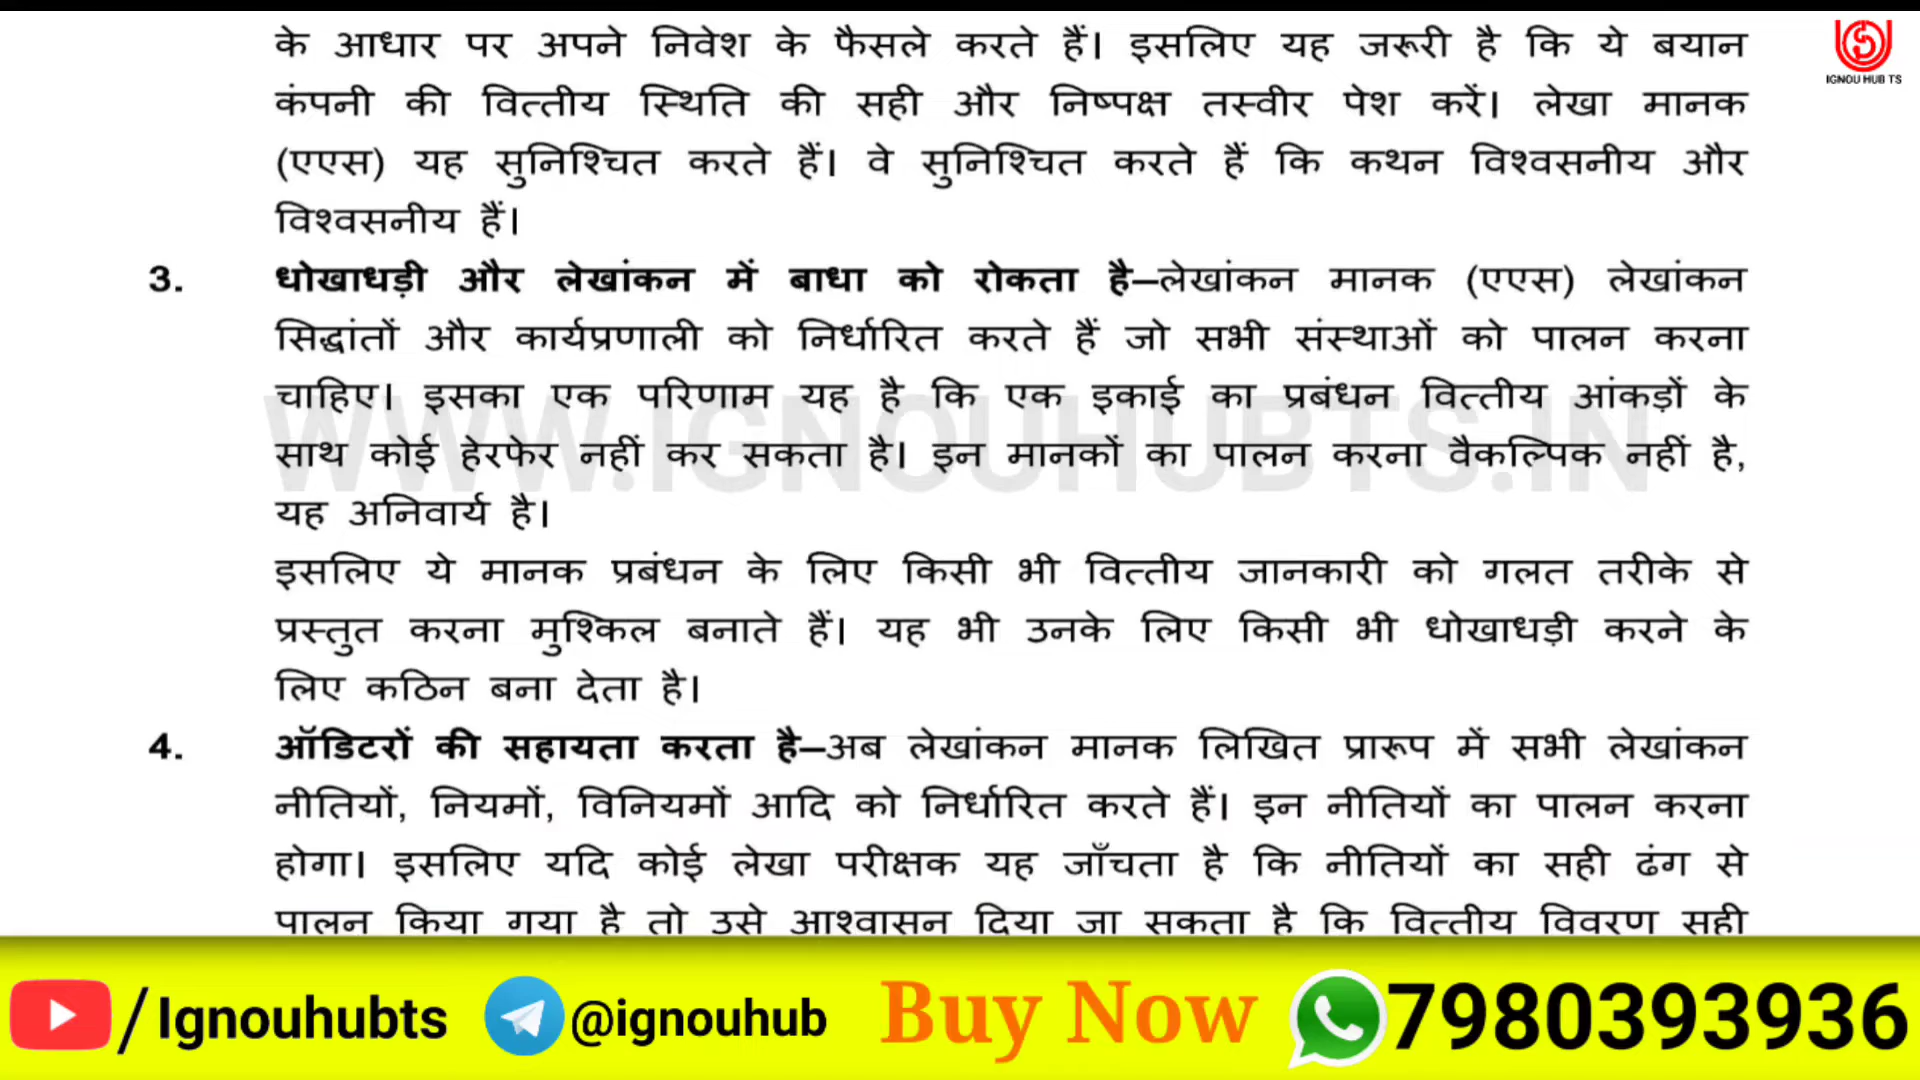 के आधार पर अपने निवेश के फैसले करते हैं। इसलिए यह जरूरी है कि ये बयान
कंपनी की वित्तीय स्थिति की सही और निष्पक्ष तस्वीर पेश करें। लेखा मानक
(एएस) यह सुनिश्चित करते हैं। वे सुनिश्चित करते हैं कि कथन विश्वसनीय और
विश्वसनीय हैं।
3. धोखाधड़ी और लेखांकन में बाधा को रोकता है–लेखांकन मानक (एएस) लेखांकन
सिद्धांतों और कार्यप्रणाली को निर्धारित करते हैं जो सभी संस्थाओं को पालन करना
चाहिए। इसका एक परिणाम यह है कि एक इकाई का प्रबंधन वित्तीय आंकड़ों के
साथ कोई हेरफेर नहीं कर सकता है। इन मानकों का पालन करना वैकल्पिक नहीं है,
यह अनिवार्य है।
इसलिए ये मानक प्रबंधन के लिए किसी भी वित्तीय जानकारी को गलत तरीके से
प्रस्तुत करना मुश्किल बनाते हैं। यह भी उनके लिए किसी भी धोखाधड़ी करने के
लिए कठिन बना देता है।
4. ऑडिटरों की सहायता करता है–अब लेखांकन मानक लिखित प्रारूप में सभी लेखांकन
नीतियों, नियमों, विनियमों आदि को निर्धारित करते हैं। इन नीतियों का पालन करना
होगा। इसलिए यदि कोई लेखा परीक्षक यह जाँचता है कि नीतियों का सही ढंग से
पालन किया गया है तो उसे आश्वासन दिया जा सकता है कि वित्तीय विवरण सही
WWW.IGNOUHUBTS.IN
IGNOU HUB TS
/Ignouhubts @ignouhub Buy Now 7980393936